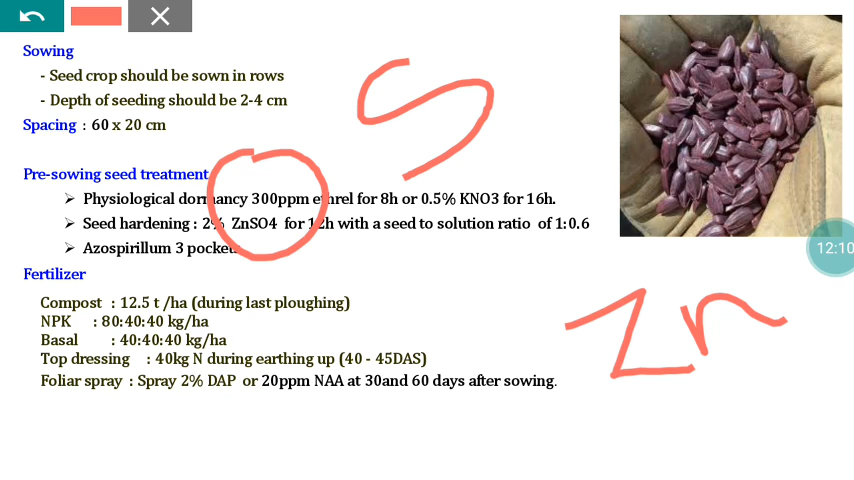 Sowing
- Seed crop should be sown in rows
- Depth of seeding should be 2-4 cm
Spacing : 60 x 20 cm
S
Pre-sowing seed treatment
➢ Physiological dormancy 300ppm ethrel for 8h or 0.5% KNO3 for 16h.
➢ Seed hardening : 2% ZnSO4 for 12h with a seed to solution ratio of 1:0.6
➢ Azospirillum 3 pockets
12:10
Fertilizer
Compost : 12.5 t /ha (during last ploughing)
NPK : 80:40:40 kg/ha
Zn
Basal : 40:40:40 kg/ha
Top dressing : 40kg N during earthing up (40 - 45DAS)
Foliar spray : Spray 2% DAP or 20ppm NAA at 30and 60 days after sowing.